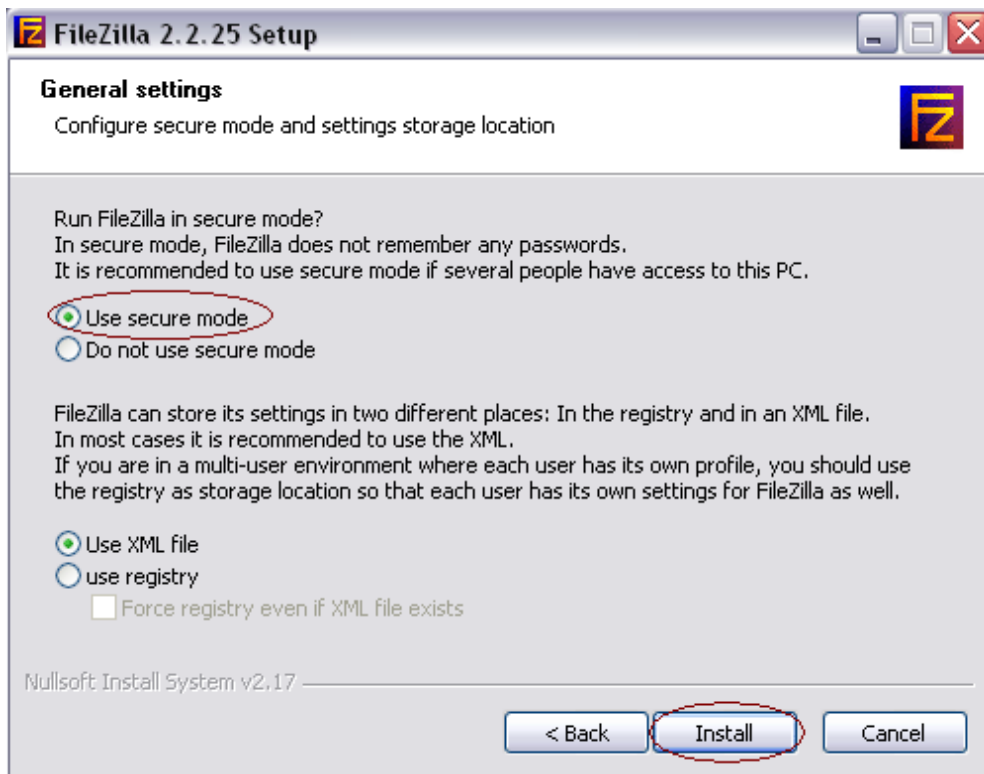 FileZilla 2.2.25 Setup
General settings
Configure secure mode and settings storage location
Run FileZilla in secure mode?
In secure mode, FileZilla does not remember any passwords.
It is recommended to use secure mode if several people have access to this PC.
Use secure mode
Do not use secure mode
FileZilla can store its settings in two different places: In the registry and in an XML file.
In most cases it is recommended to use the XML.
If you are in a multi-user environment where each user has its own profile, you should use
the registry as storage location so that each user has its own settings for FileZilla as well.
Use XML file
use registry
Force registry even if XML file exists
Nullsoft Install System v2.17
< Back Install Cancel